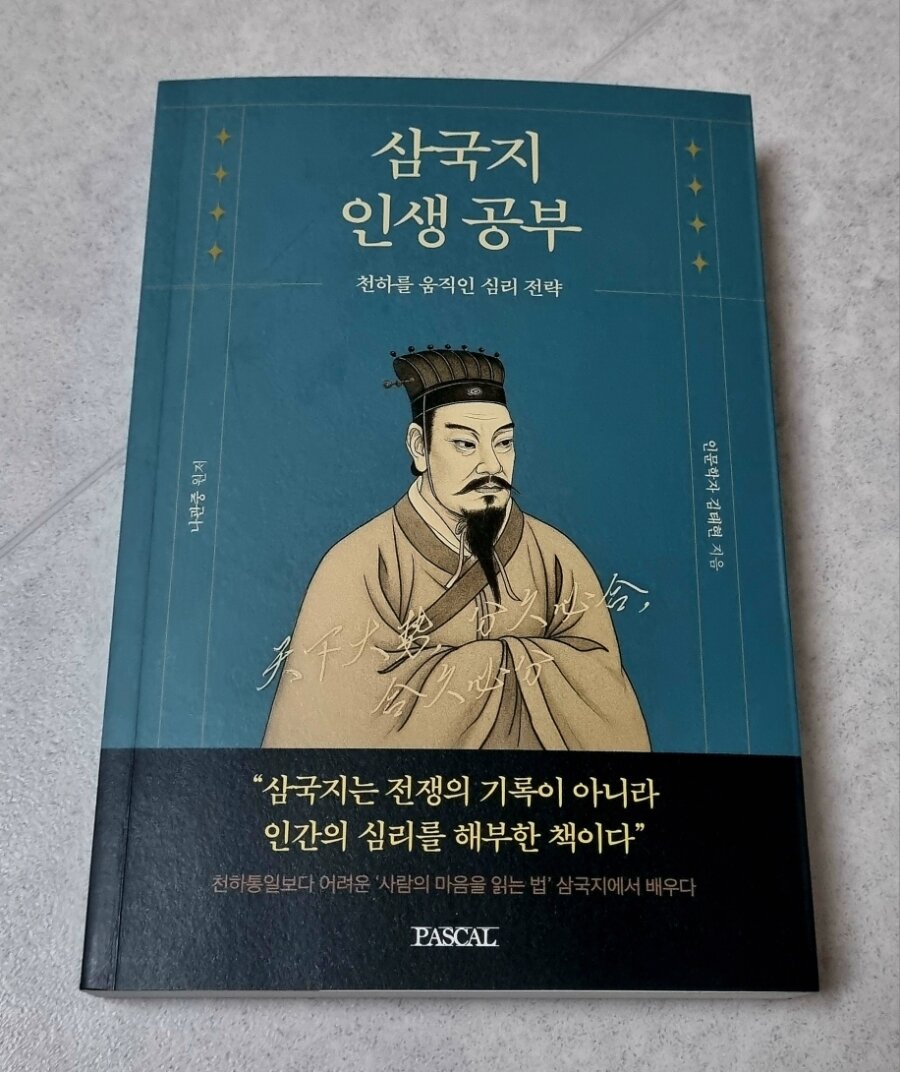 삼국지
인생 공부
천하를 움직인 심리 전략
나관중 원저
인문학자 김태현 지음
天下大勢, 分久必合,
合久必分
“삼국지는 전쟁의 기록이 아니라
인간의 심리를 해부한 책이다”
천하통일보다 어려운 ‘사람의 마음을 읽는 법’ 삼국지에서 배우다
PASCAL